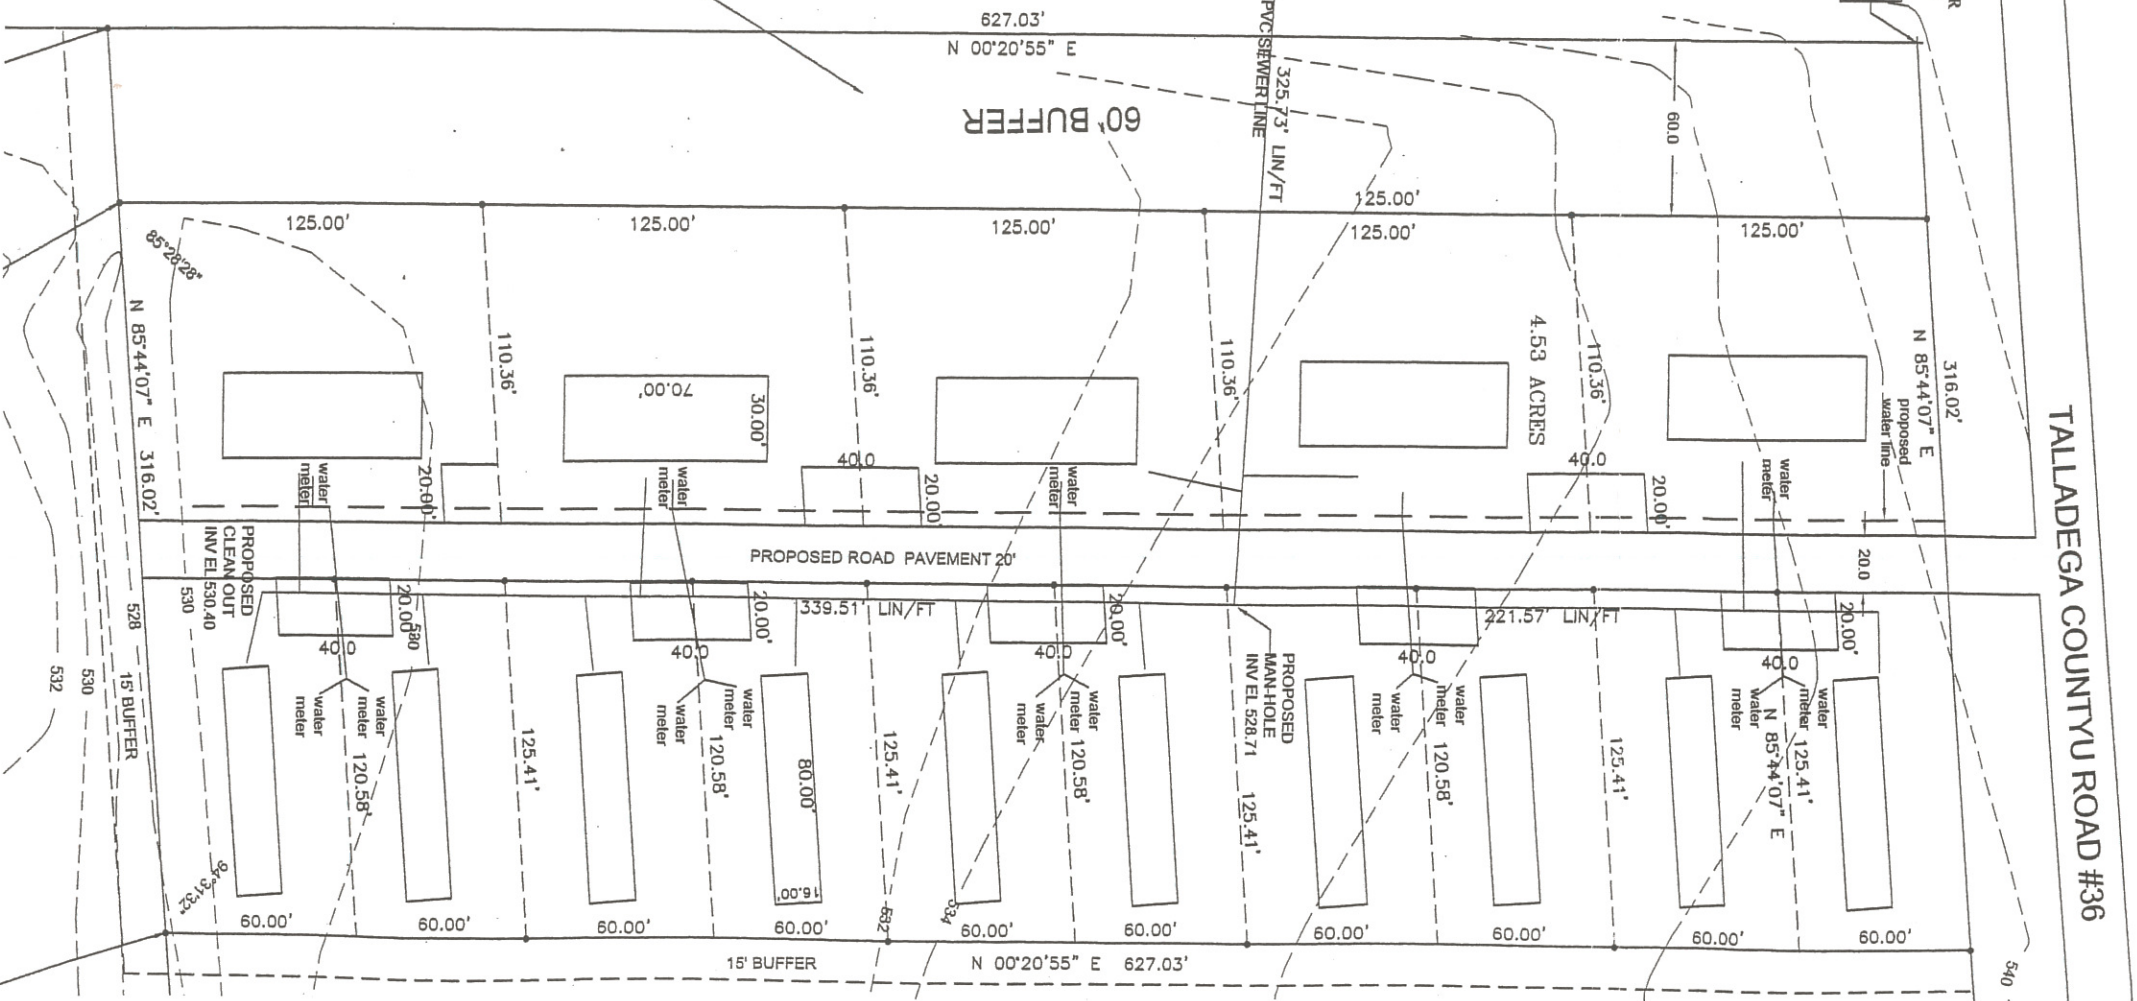 627.03'
N 00°20'55" E
PVC SEWER LINE
325.73' LIN/FT
60' BUFFER
60.0
R
125.00'
125.00'
125.00'
125.00'
125.00'
125.00'
85°28'28"
N 85°44'07" E 316.02'
110.36'
110.36'
110.36'
110.36'
4.53 ACRES
N 85°44'07" E
316.02'
proposed
water line
TALLADEGA COUNTYU ROAD #36
70.00'
30.00'
water
meter
20.00'
water
meter
40.0
20.00'
water
meter
40.0
20.00'
water
meter
PROPOSED ROAD PAVEMENT 20'
20.0
PROPOSED
CLEAN OUT
INV EL 530.40
339.51' LIN/FT
221.57' LIN/FT
20.00'
20.00'
20.00'
20.00'
40.0
40.0
40.0
40.0
40.0
PROPOSED
MAN-HOLE
INV EL 528.71
528
530
530
532
15' BUFFER
water
meter
water
meter
water
meter
water
meter
water
meter
water
meter
water
meter
water
meter
water
meter
water
meter
120.58'
125.41'
120.58'
80.00'
16.00'
125.41'
120.58'
125.41'
120.58'
125.41'
125.41'
N 85°44'07" E
94°31'32"
532
534
540
60.00'
60.00'
60.00'
60.00'
60.00'
60.00'
60.00'
60.00'
60.00'
60.00'
15' BUFFER
N 00°20'55" E 627.03'